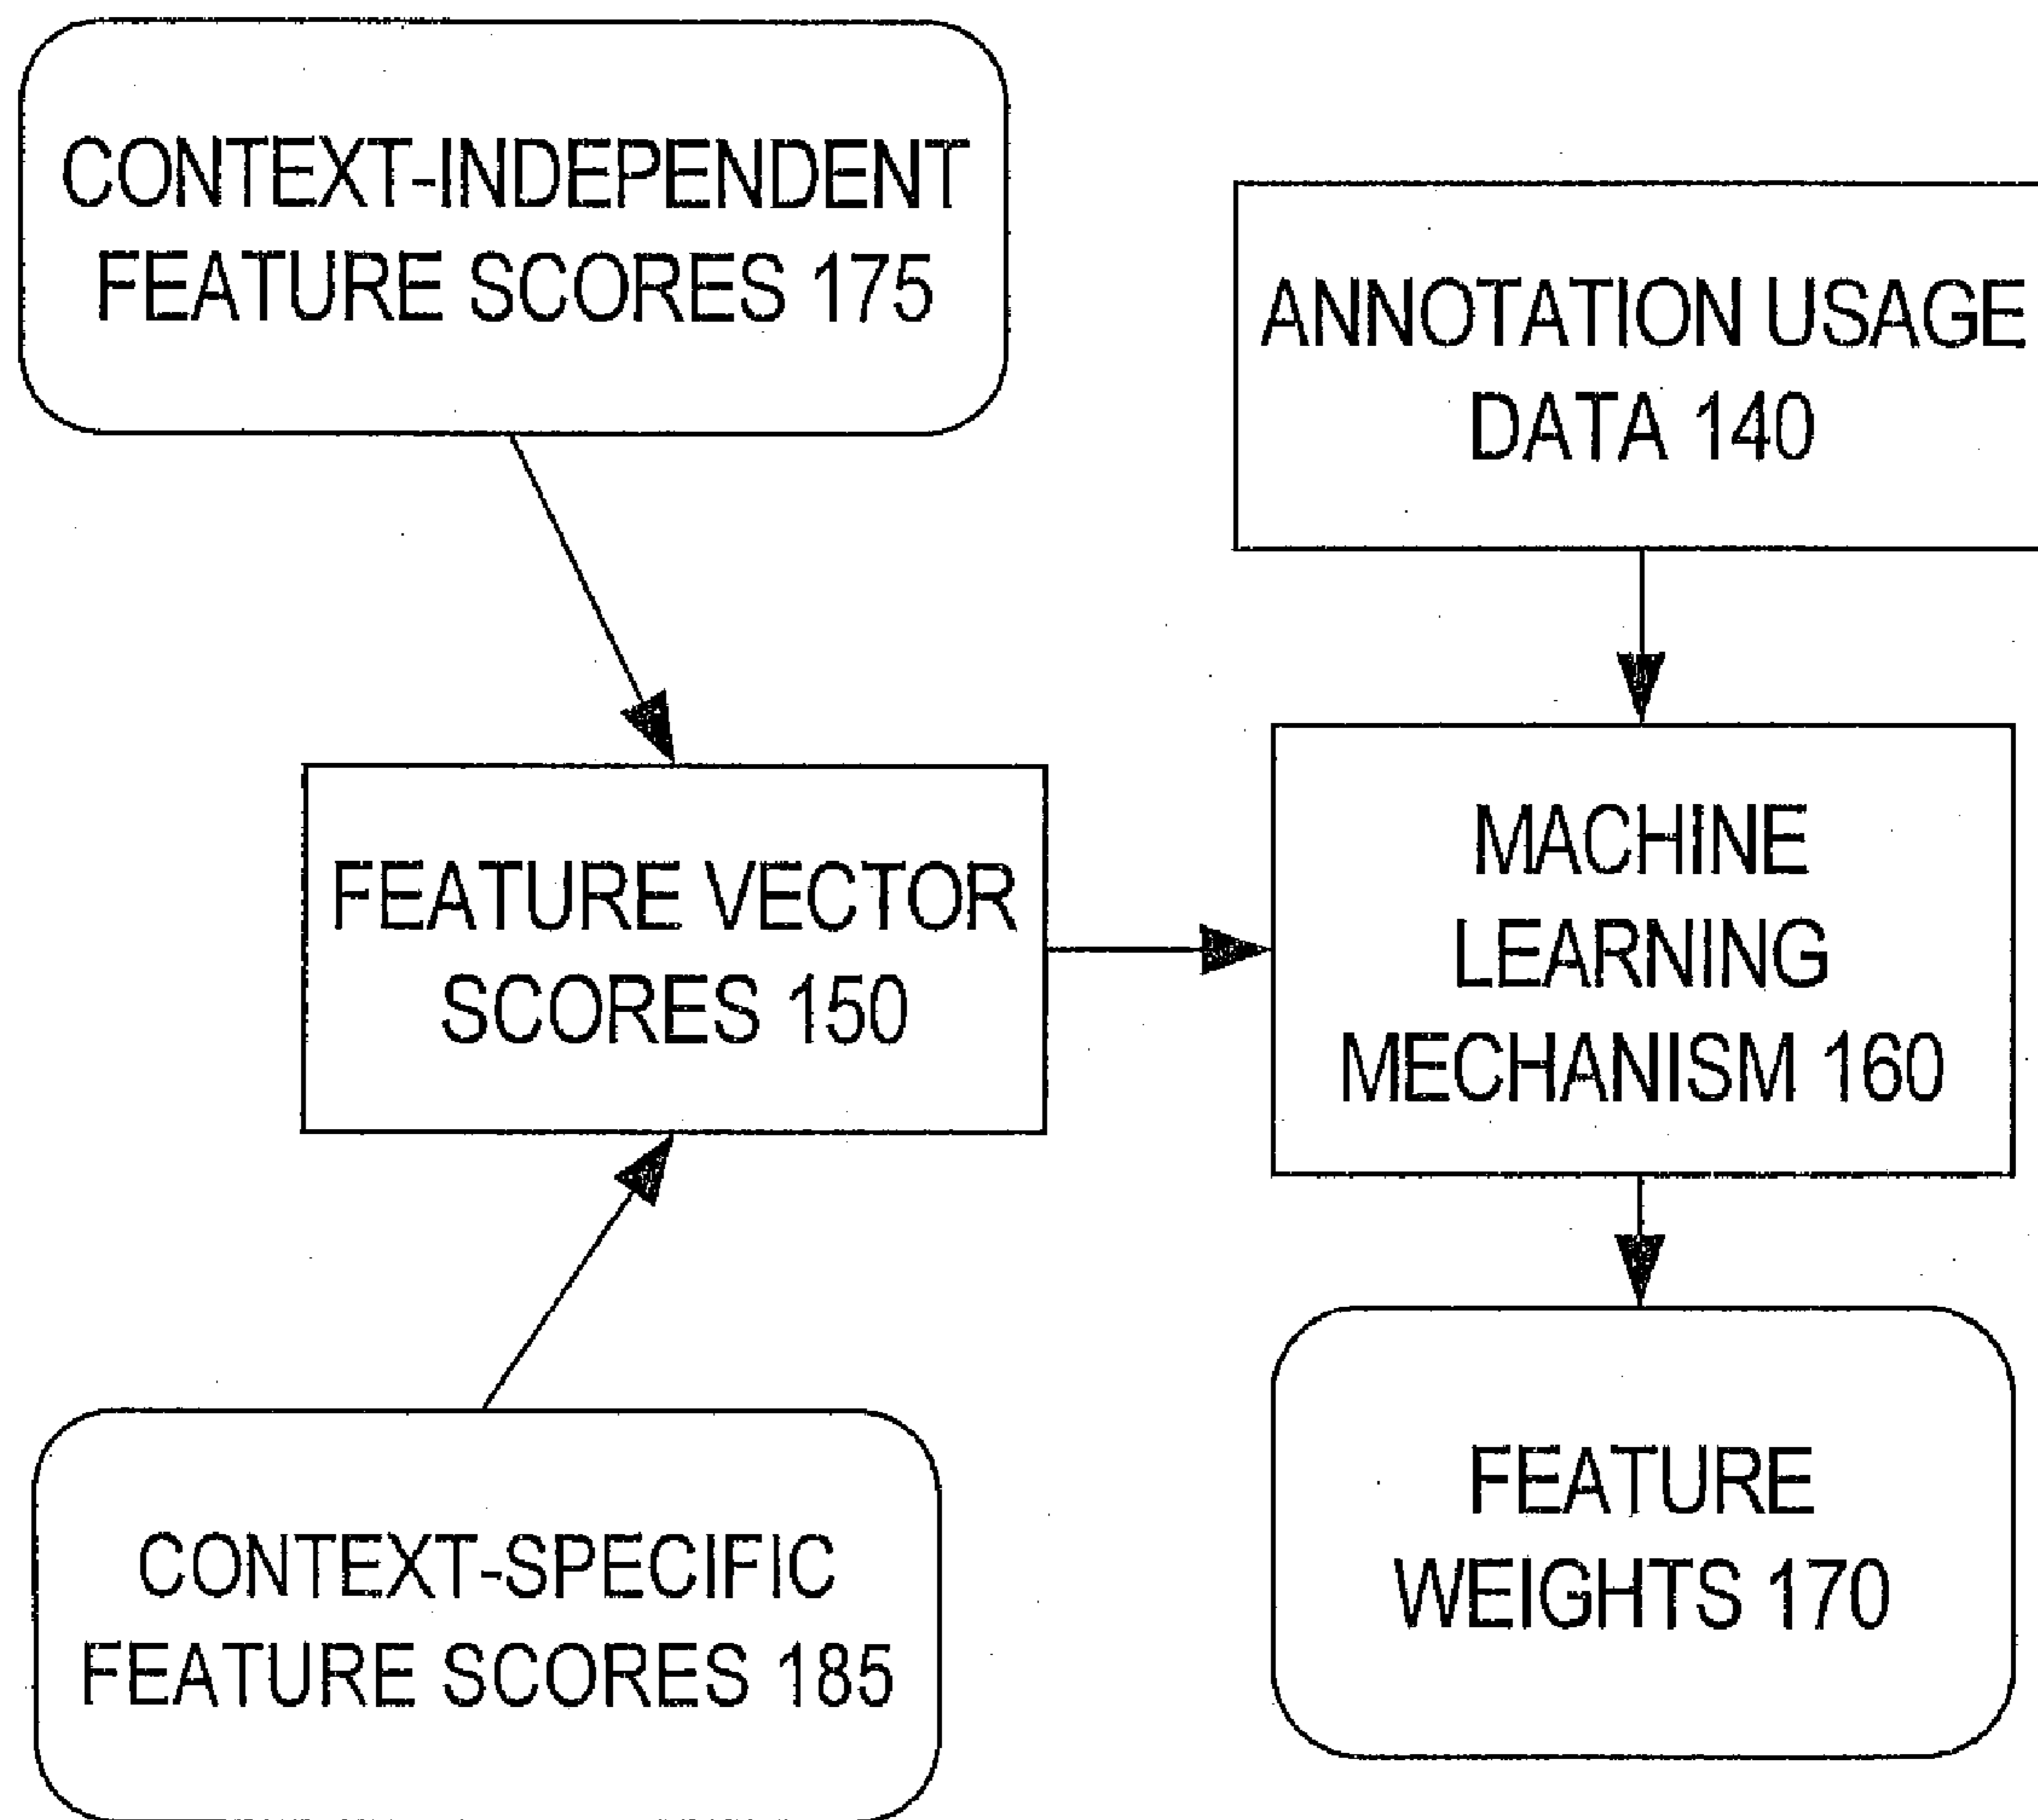 CONTEXT-INDEPENDENT
FEATURE SCORES 175
ANNOTATION USAGE
DATA 140
FEATURE VECTOR
SCORES 150
MACHINE
LEARNING
MECHANISM 160
CONTEXT-SPECIFIC
FEATURE SCORES 185
FEATURE
WEIGHTS 170